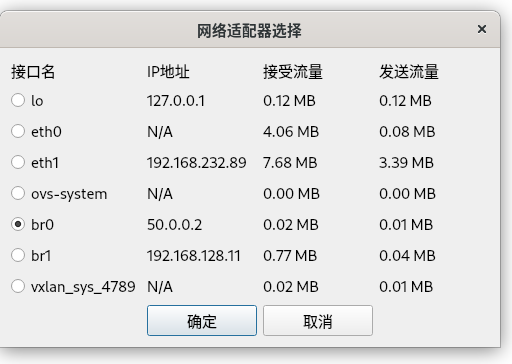 网络适配器选择 ×
接口名 IP地址 接受流量 发送流量
lo 127.0.0.1 0.12 MB 0.12 MB
eth0 N/A 4.06 MB 0.08 MB
eth1 192.168.232.89 7.68 MB 3.39 MB
ovs-system N/A 0.00 MB 0.00 MB
br0 50.0.0.2 0.02 MB 0.01 MB
br1 192.168.128.11 0.77 MB 0.04 MB
vxlan_sys_4789 N/A 0.02 MB 0.01 MB
确定 取消